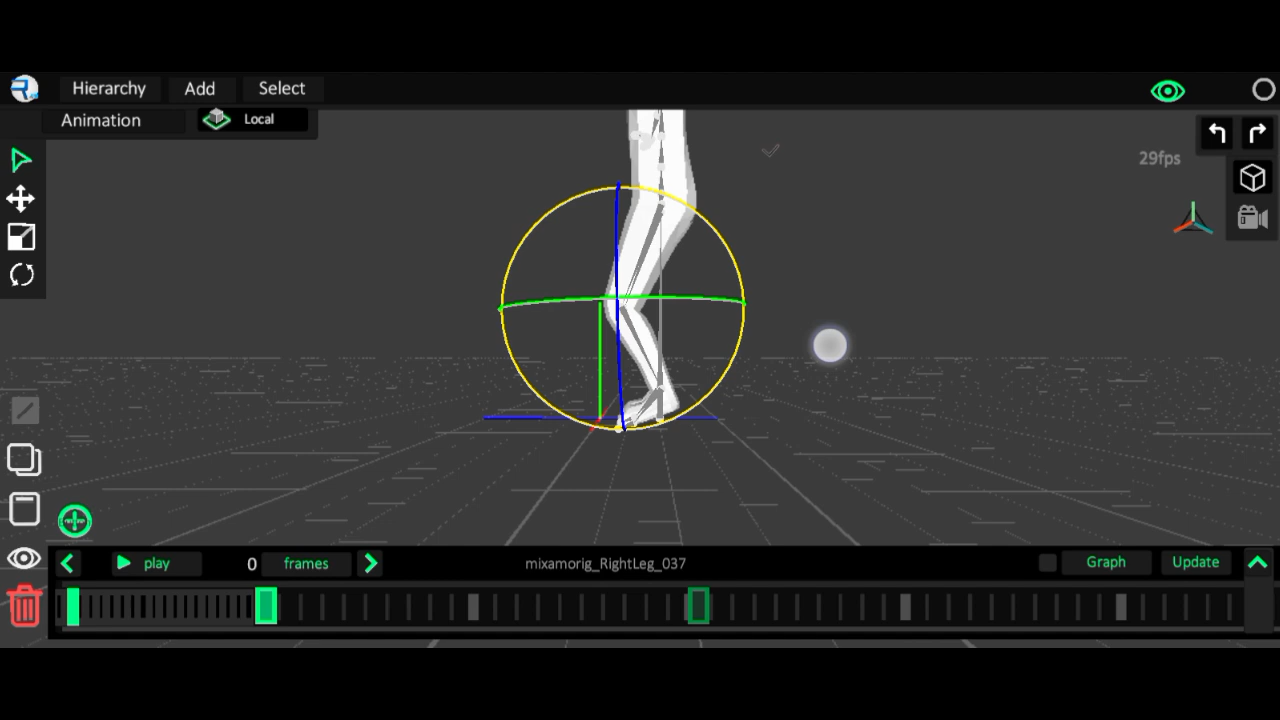 Hierarchy Add Select
Animation Local
29fps
play 0 frames mixamorig_RightLeg_037 Graph Update